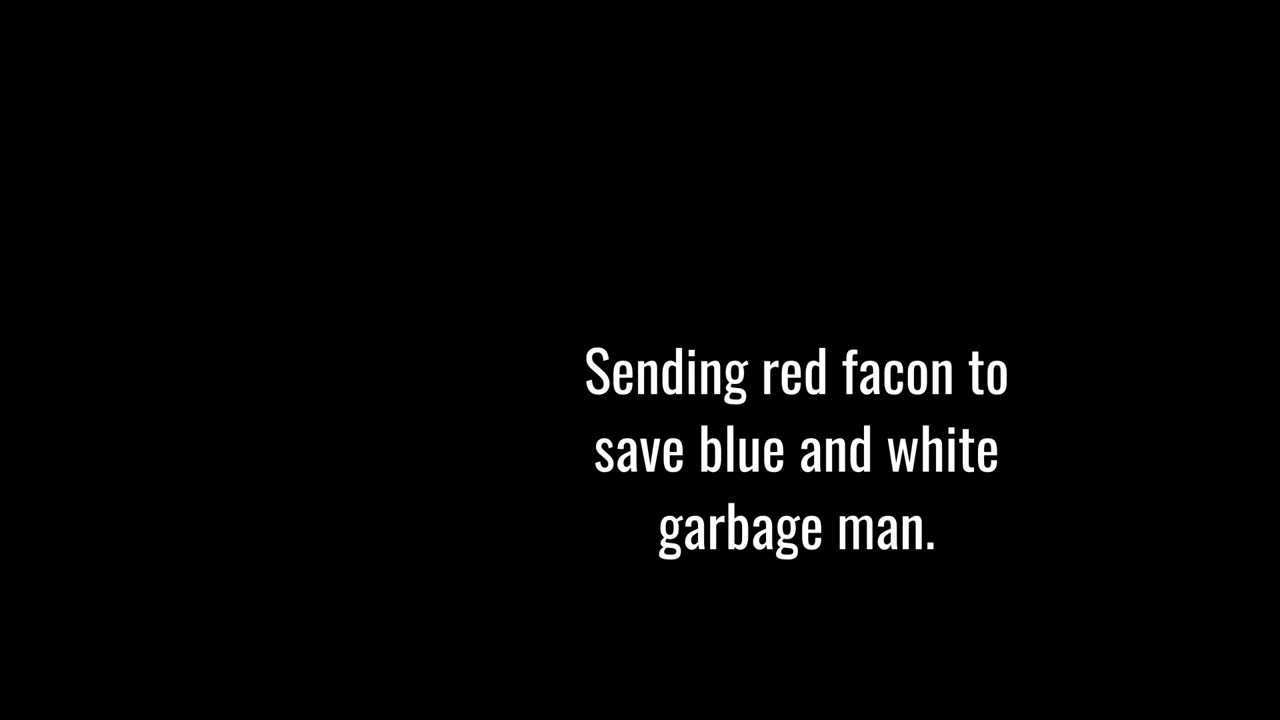 Sending red facon to
save blue and white
garbage man.